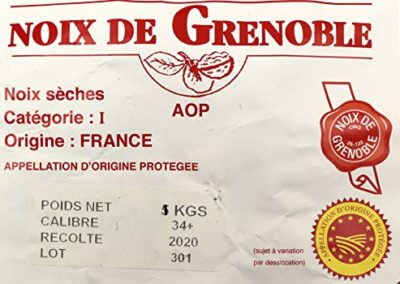 NOIX DE GRENOBLE
AOP
Noix sèches
Catégorie : I
Origine : FRANCE
APPELLATION D'ORIGINE PROTEGEE
NOIX DE
GRENOBLE
POIDS NET 5 KGS
CALIBRE 34+
RECOLTE 2020
LOT 301
(sujet à variation
par dessiccation)
APPELLATION D'ORIGINE PROTÉGÉE